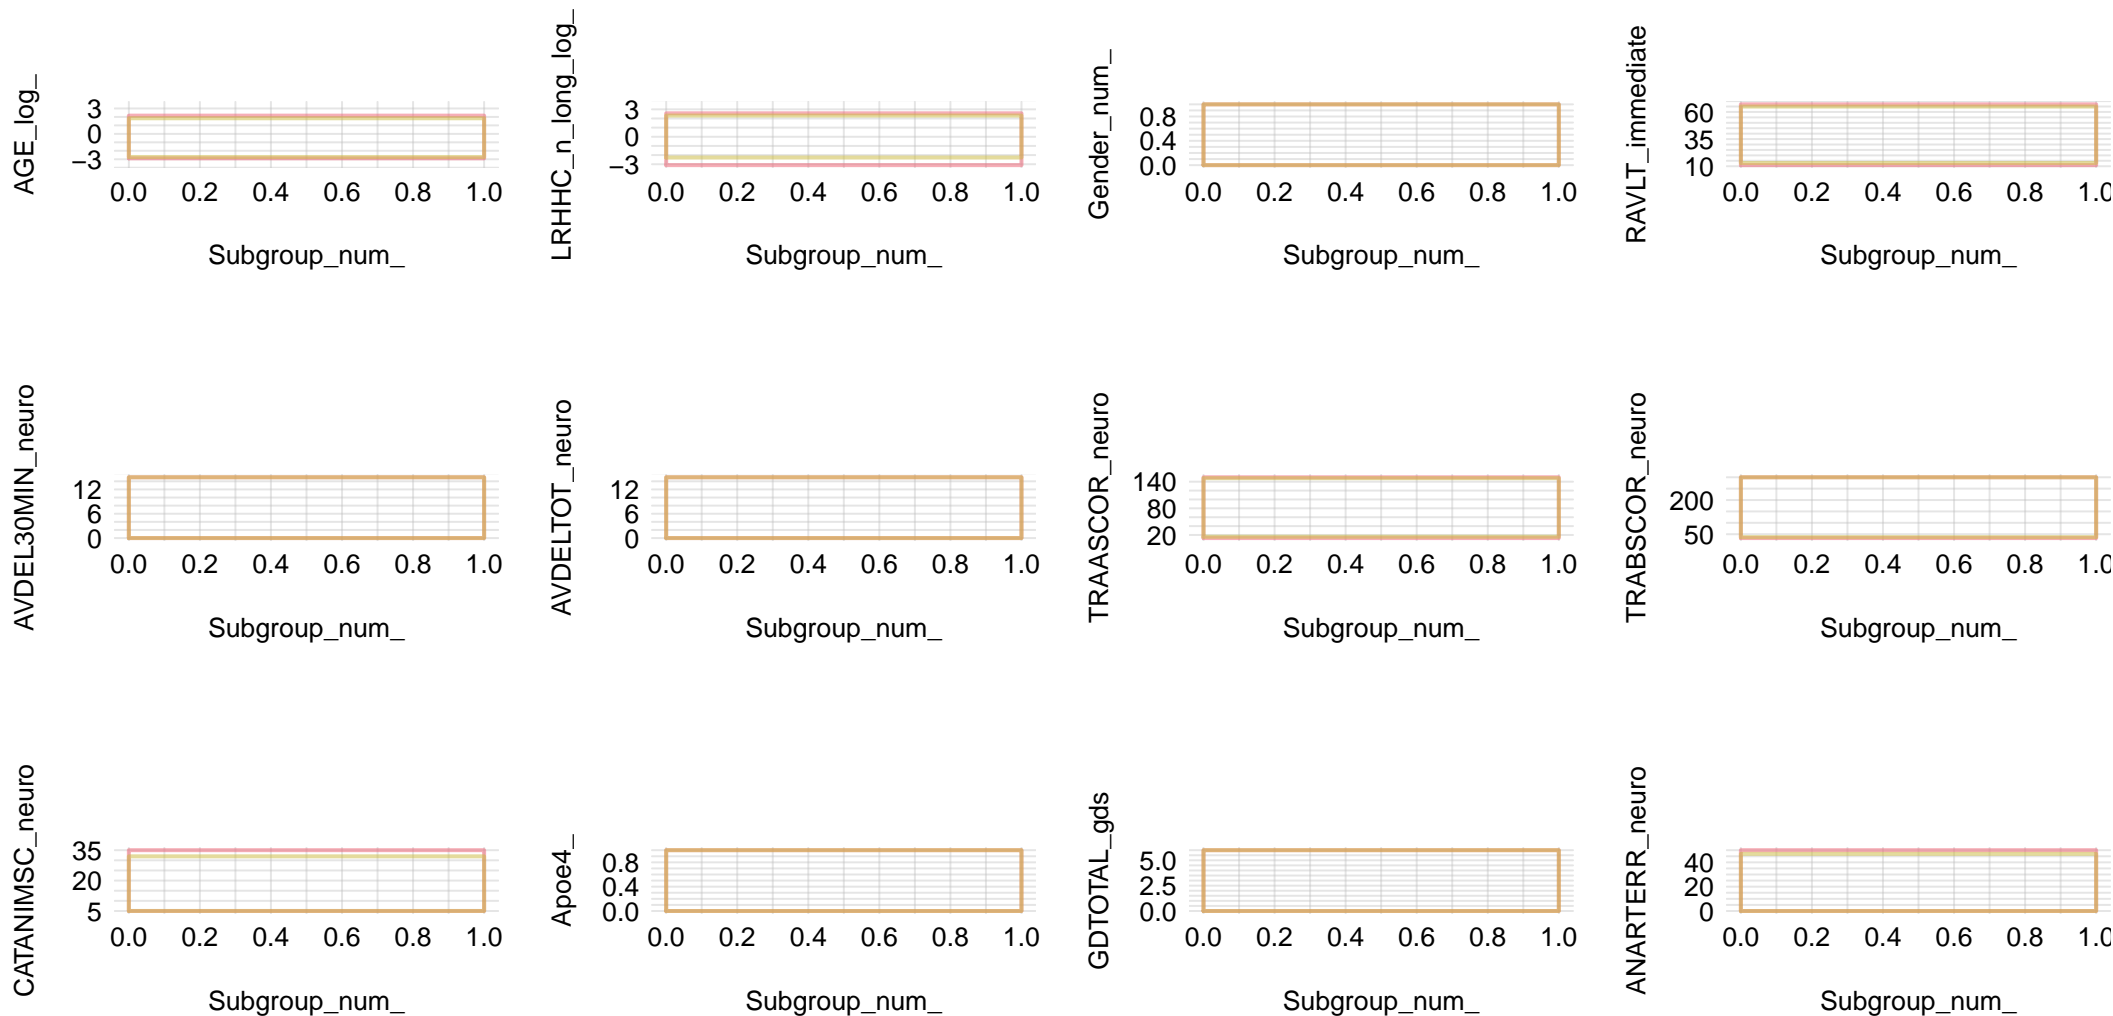 AGE_log_
3
0
−3
0.0 0.2 0.4 0.6 0.8 1.0
Subgroup_num_
LRHHC_n_long_log_
3
0
−3
0.0 0.2 0.4 0.6 0.8 1.0
Subgroup_num_
Gender_num_
0.8
0.4
0.0
0.0 0.2 0.4 0.6 0.8 1.0
Subgroup_num_
RAVLT_immediate
60
35
10
0.0 0.2 0.4 0.6 0.8 1.0
Subgroup_num_
AVDEL30MIN_neuro
12
6
0
0.0 0.2 0.4 0.6 0.8 1.0
Subgroup_num_
AVDELTOT_neuro
12
6
0
0.0 0.2 0.4 0.6 0.8 1.0
Subgroup_num_
TRAASCOR_neuro
140
80
20
0.0 0.2 0.4 0.6 0.8 1.0
Subgroup_num_
TRABSCOR_neuro
200
50
0.0 0.2 0.4 0.6 0.8 1.0
Subgroup_num_
CATANIMSC_neuro
35
20
5
0.0 0.2 0.4 0.6 0.8 1.0
Subgroup_num_
Apoe4_
0.8
0.4
0.0
0.0 0.2 0.4 0.6 0.8 1.0
Subgroup_num_
GDTOTAL_gds
5.0
2.5
0.0
0.0 0.2 0.4 0.6 0.8 1.0
Subgroup_num_
ANARTERR_neuro
40
20
0
0.0 0.2 0.4 0.6 0.8 1.0
Subgroup_num_